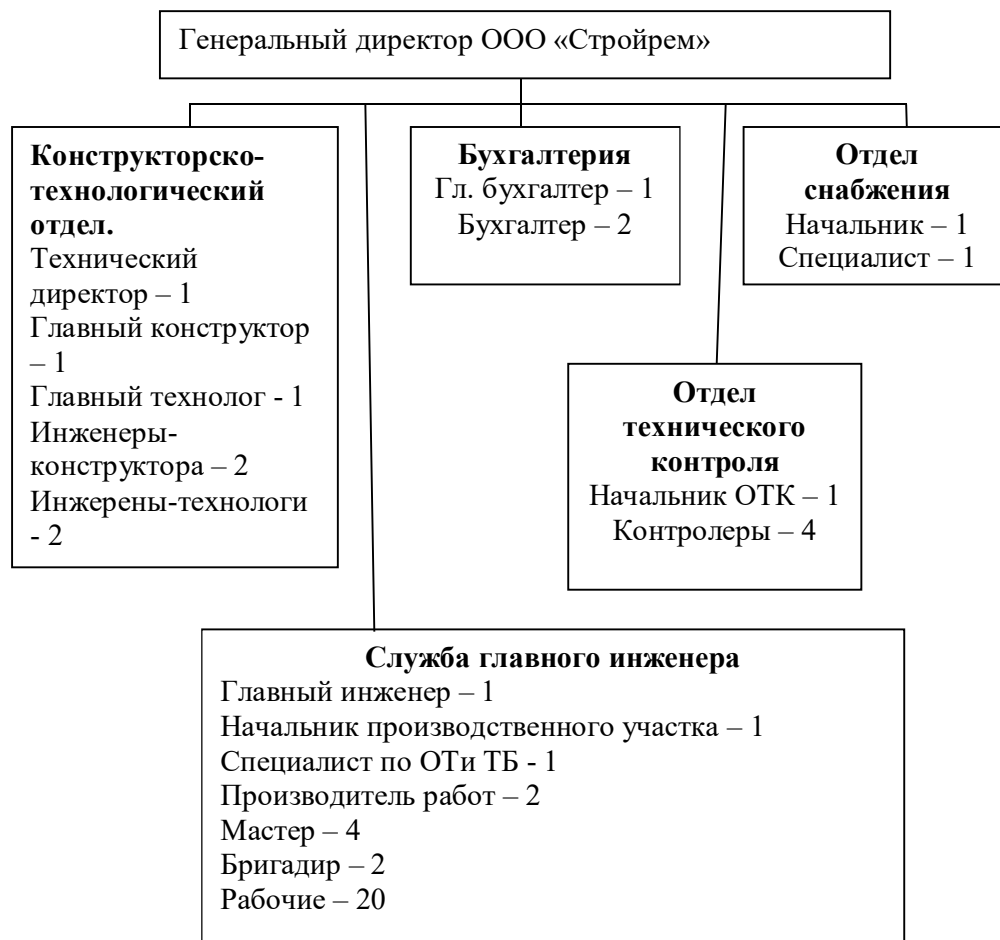 Генеральный директор ООО «Стройрем»
Конструкторско-
технологический
отдел.
Технический
директор – 1
Главный конструктор
– 1
Главный технолог - 1
Инженеры-
конструктора – 2
Инжерены-технологи
- 2
Бухгалтерия
Гл. бухгалтер – 1
Бухгалтер – 2
Отдел
снабжения
Начальник – 1
Специалист – 1
Отдел
технического
контроля
Начальник ОТК – 1
Контролеры – 4
Служба главного инженера
Главный инженер – 1
Начальник производственного участка – 1
Специалист по ОТи ТБ - 1
Производитель работ – 2
Мастер – 4
Бригадир – 2
Рабочие – 20